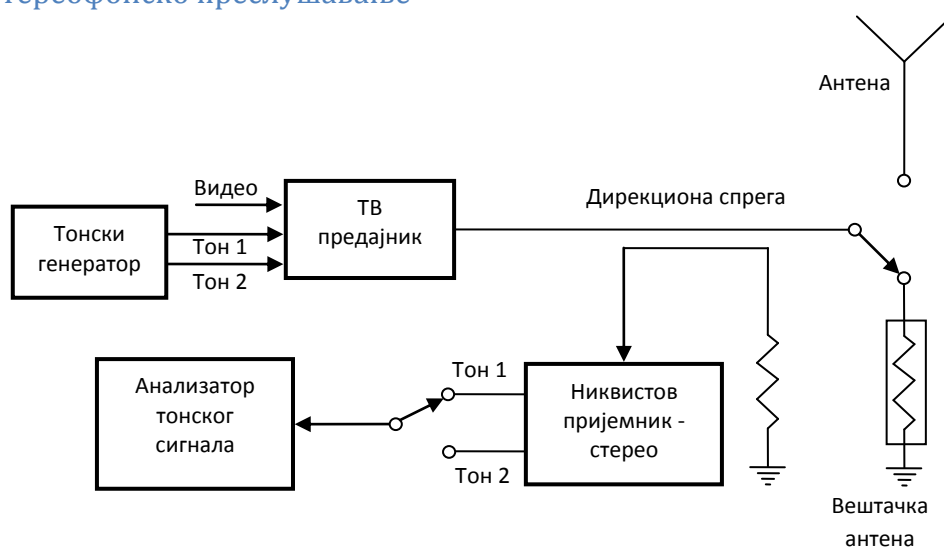 преслушавање
Антена
Видео
Тон 1
Тон 2
Тонски
генератор
ТВ
предајник
Дирекциона спрега
Анализатор
тонског
сигнала
Тон 1
Тон 2
Никвистов
пријемник -
стерео
Вештачка
антена